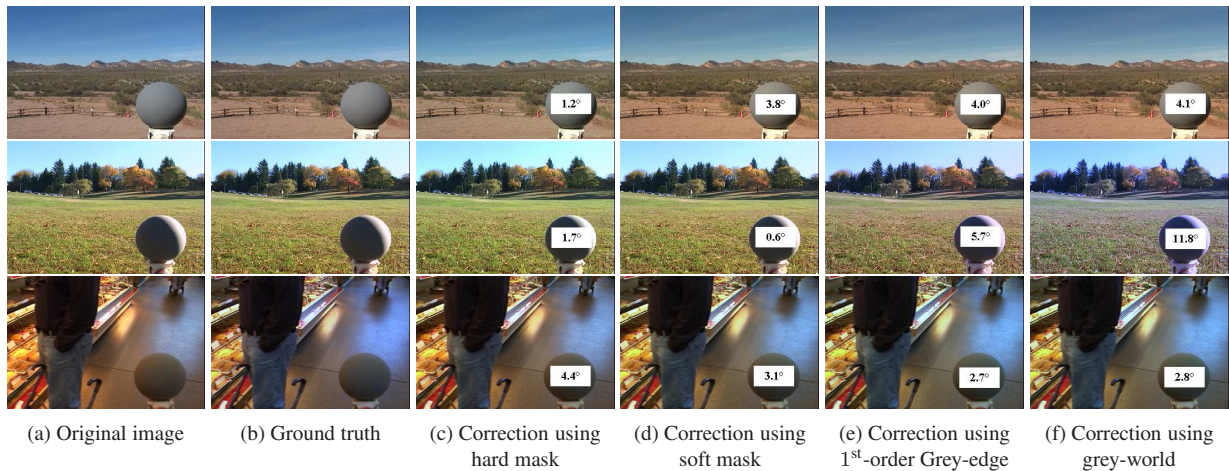 1.2° 3.8° 4.0° 4.1°
1.7° 0.6° 5.7° 11.8°
4.4° 3.1° 2.7° 2.8°
(a) Original image
(b) Ground truth
(c) Correction using
hard mask
(d) Correction using
soft mask
(e) Correction using
1st-order Grey-edge
(f) Correction using
grey-world